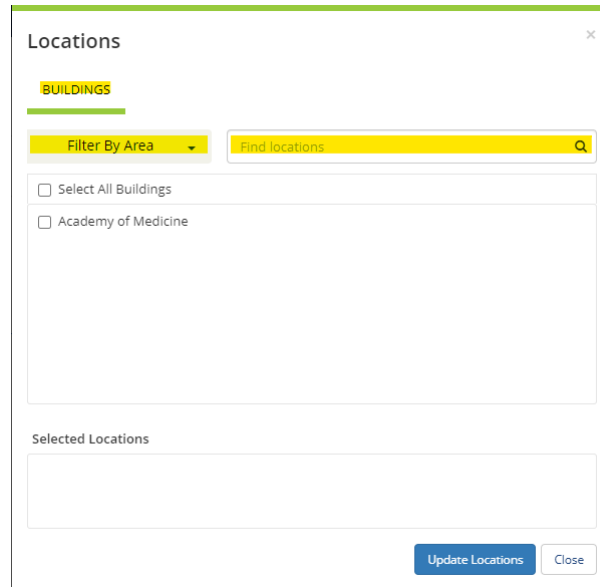 Locations
×
BUILDINGS
Filter By Area
Find locations
Select All Buildings
Academy of Medicine
Selected Locations
Update Locations
Close